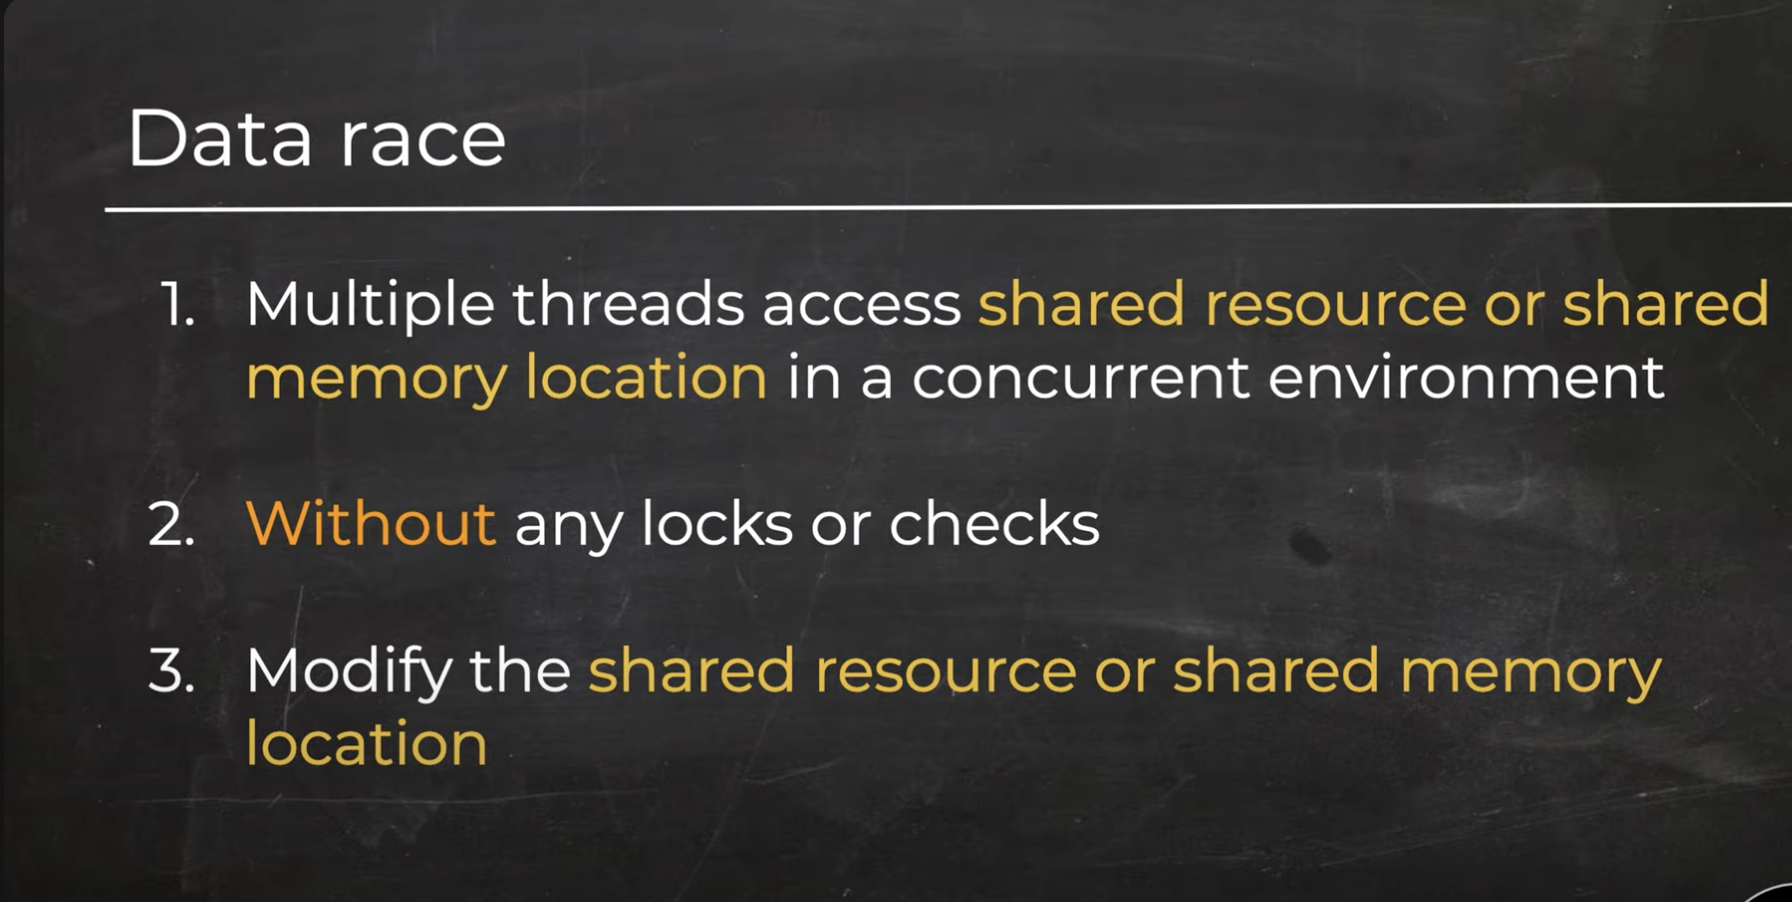 Data race
1. Multiple threads access shared resource or shared
memory location in a concurrent environment
2. Without any locks or checks
3. Modify the shared resource or shared memory
location